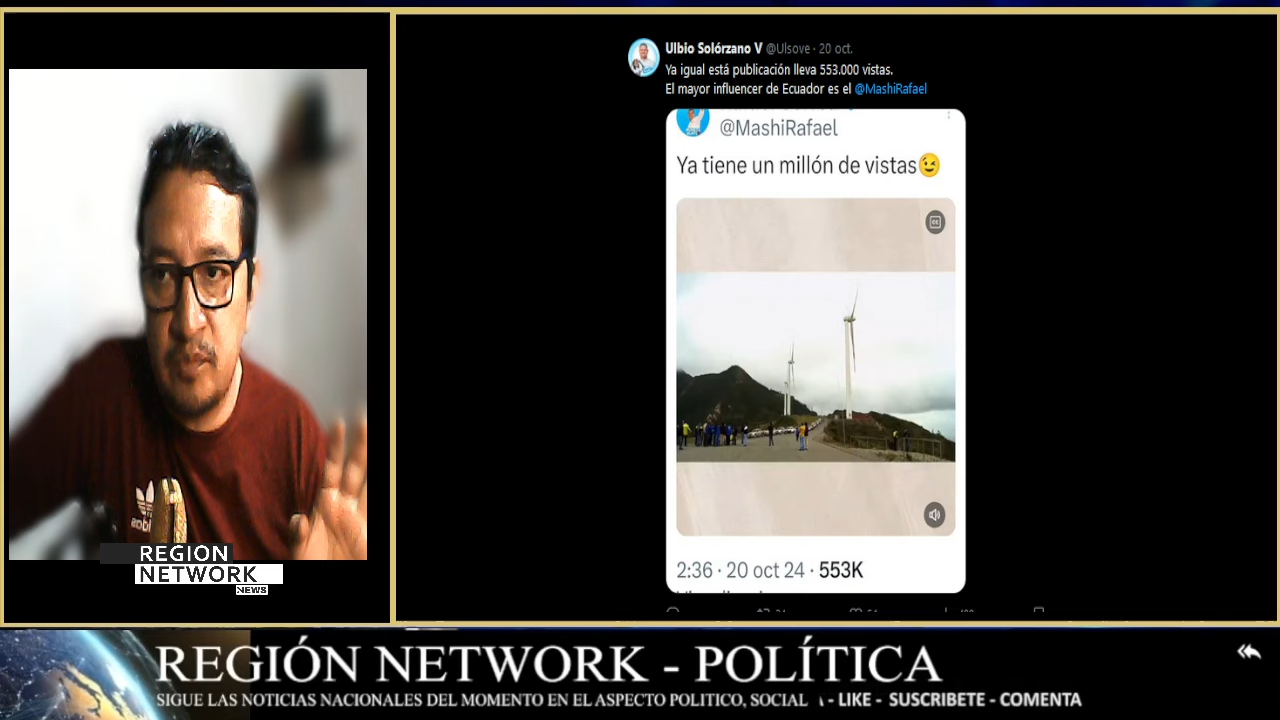 Ulbio Solórzano V @Ulsove · 20 oct.
Ya igual está publicación lleva 553.000 vistas.
El mayor influencer de Ecuador es el @MashiRafael
@MashiRafael
Ya tiene un millón de vistas😉
CC
2:36 · 20 oct 24 · 553K
REGION
NETWORK
NEWS
REGIÓN NETWORK - POLÍTICA
SIGUE LAS NOTICIAS NACIONALES DEL MOMENTO EN EL ASPECTO POLITICO, SOCIAL - LIKE - SUSCRIBETE - COMENTA